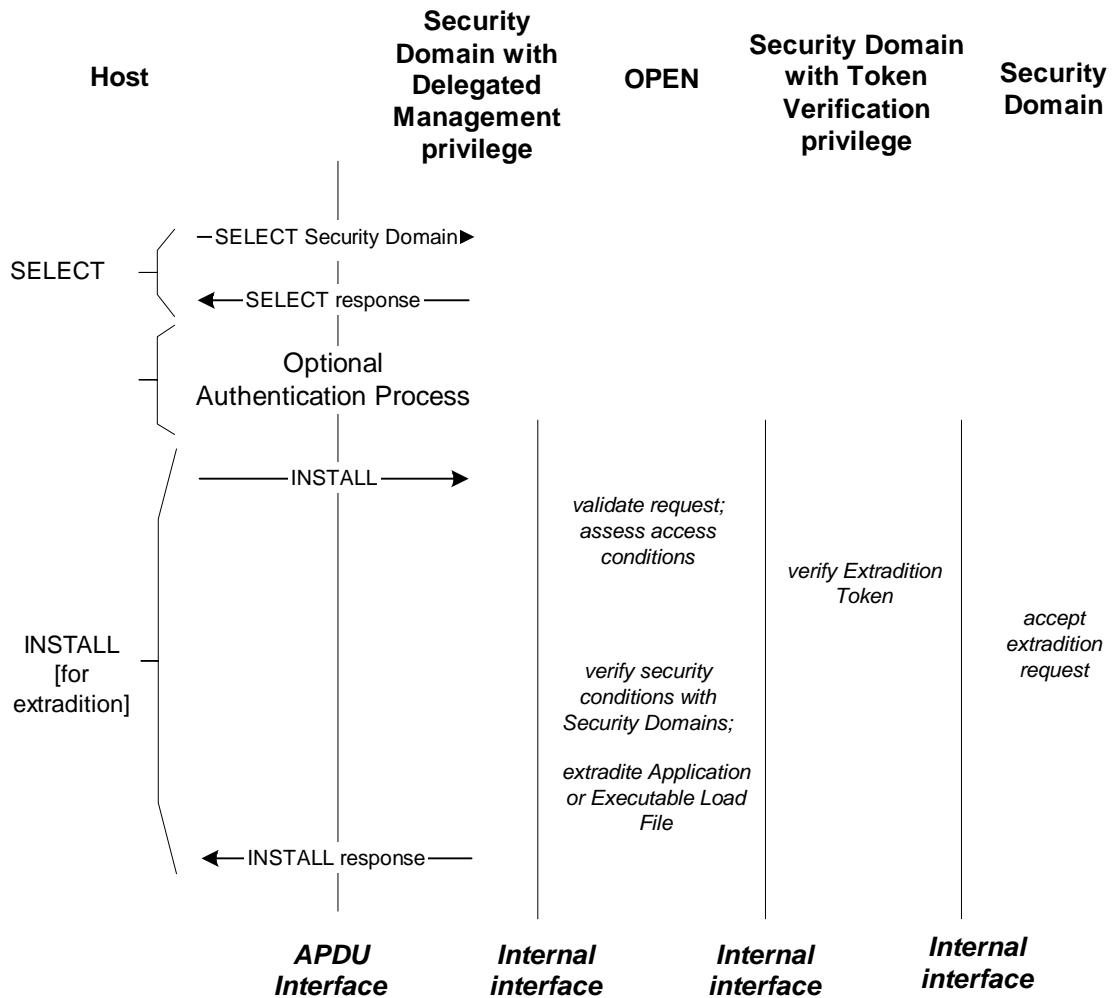 Host
Security
Domain with
Delegated
Management
privilege
OPEN
Security Domain
with Token
Verification
privilege
Security
Domain
SELECT
SELECT Security Domain
SELECT response
Optional
Authentication Process
INSTALL
[for
extradition]
INSTALL
validate request;
assess access
conditions
verify Extradition
Token
accept
extradition
request
verify security
conditions with
Security Domains;
extradite Application
or Executable Load
File
INSTALL response
APDU
Interface
Internal
interface
Internal
interface
Internal
interface